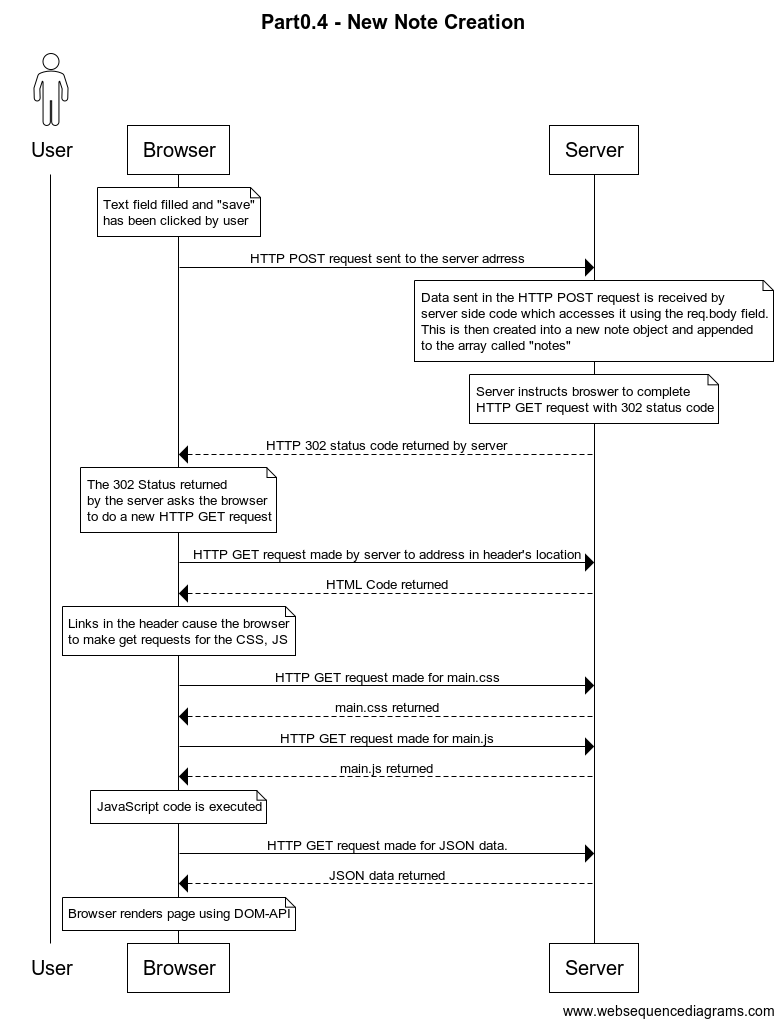 Part0.4 - New Note Creation
User
Browser
Server
Text field filled and "save"
has been clicked by user
HTTP POST request sent to the server adrress
Data sent in the HTTP POST request is received by
server side code which accesses it using the req.body field.
This is then created into a new note object and appended
to the array called "notes"
Server instructs broswer to complete
HTTP GET request with 302 status code
HTTP 302 status code returned by server
The 302 Status returned
by the server asks the browser
to do a new HTTP GET request
HTTP GET request made by server to address in header's location
HTML Code returned
Links in the header cause the browser
to make get requests for the CSS, JS
HTTP GET request made for main.css
main.css returned
HTTP GET request made for main.js
main.js returned
JavaScript code is executed
HTTP GET request made for JSON data.
JSON data returned
Browser renders page using DOM-API
User
Browser
Server
www.websequencediagrams.com